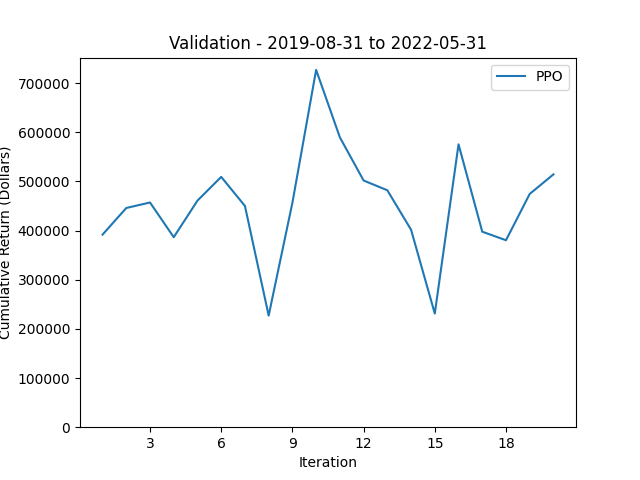 Validation - 2019-08-31 to 2022-05-31
PPO
Cumulative Return (Dollars)
700000
600000
500000
400000
300000
200000
100000
0
3 6 9 12 15 18
Iteration